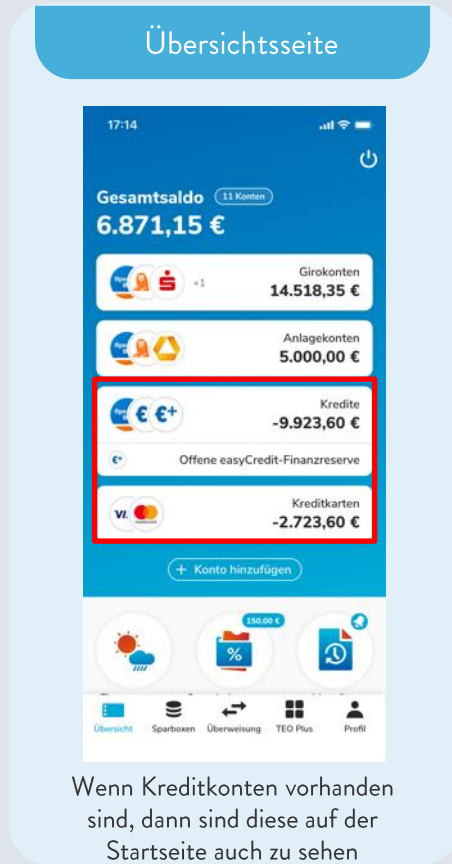 Übersichtsseite
17:14
Gesamtsaldo 11 Konten
6.871,15 €
+1
Girokonten
14.518,35 €
Anlagekonten
5.000,00 €
€ €+
Kredite
-9.923,60 €
€+ Offene easyCredit-Finanzreserve
Kreditkarten
-2.723,60 €
+ Konto hinzufügen
150,00 €
%
Übersicht Sparboxen Überweisung TEO Plus Profil
Wenn Kreditkonten vorhanden
sind, dann sind diese auf der
Startseite auch zu sehen